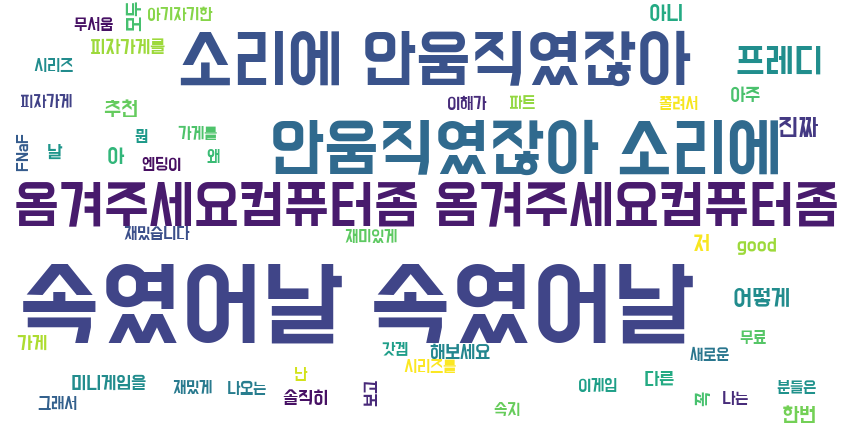 무서움
뭐
아기자기한
아니
시리즈
피자가게를
소리에 안움직였잖아
프레디
피자가게
추천
이해가
파트
쫄려서
아주
FNaF
날
뭔
가게를
안움직였잖아 소리에
진짜
아
엔딩이
왜
옴겨주세요컴퓨터좀 옴겨주세요컴퓨터좀
재밌습니다
재미있게
저
good
속였어날 속였어날
어떻게
가게
갓겜
해보세요
무료
새로운
시리즈를
미니게임을
재밌게
나오는
난
솔직히
보고
이게임
다른
분들은
그래서
속지
나는
한번